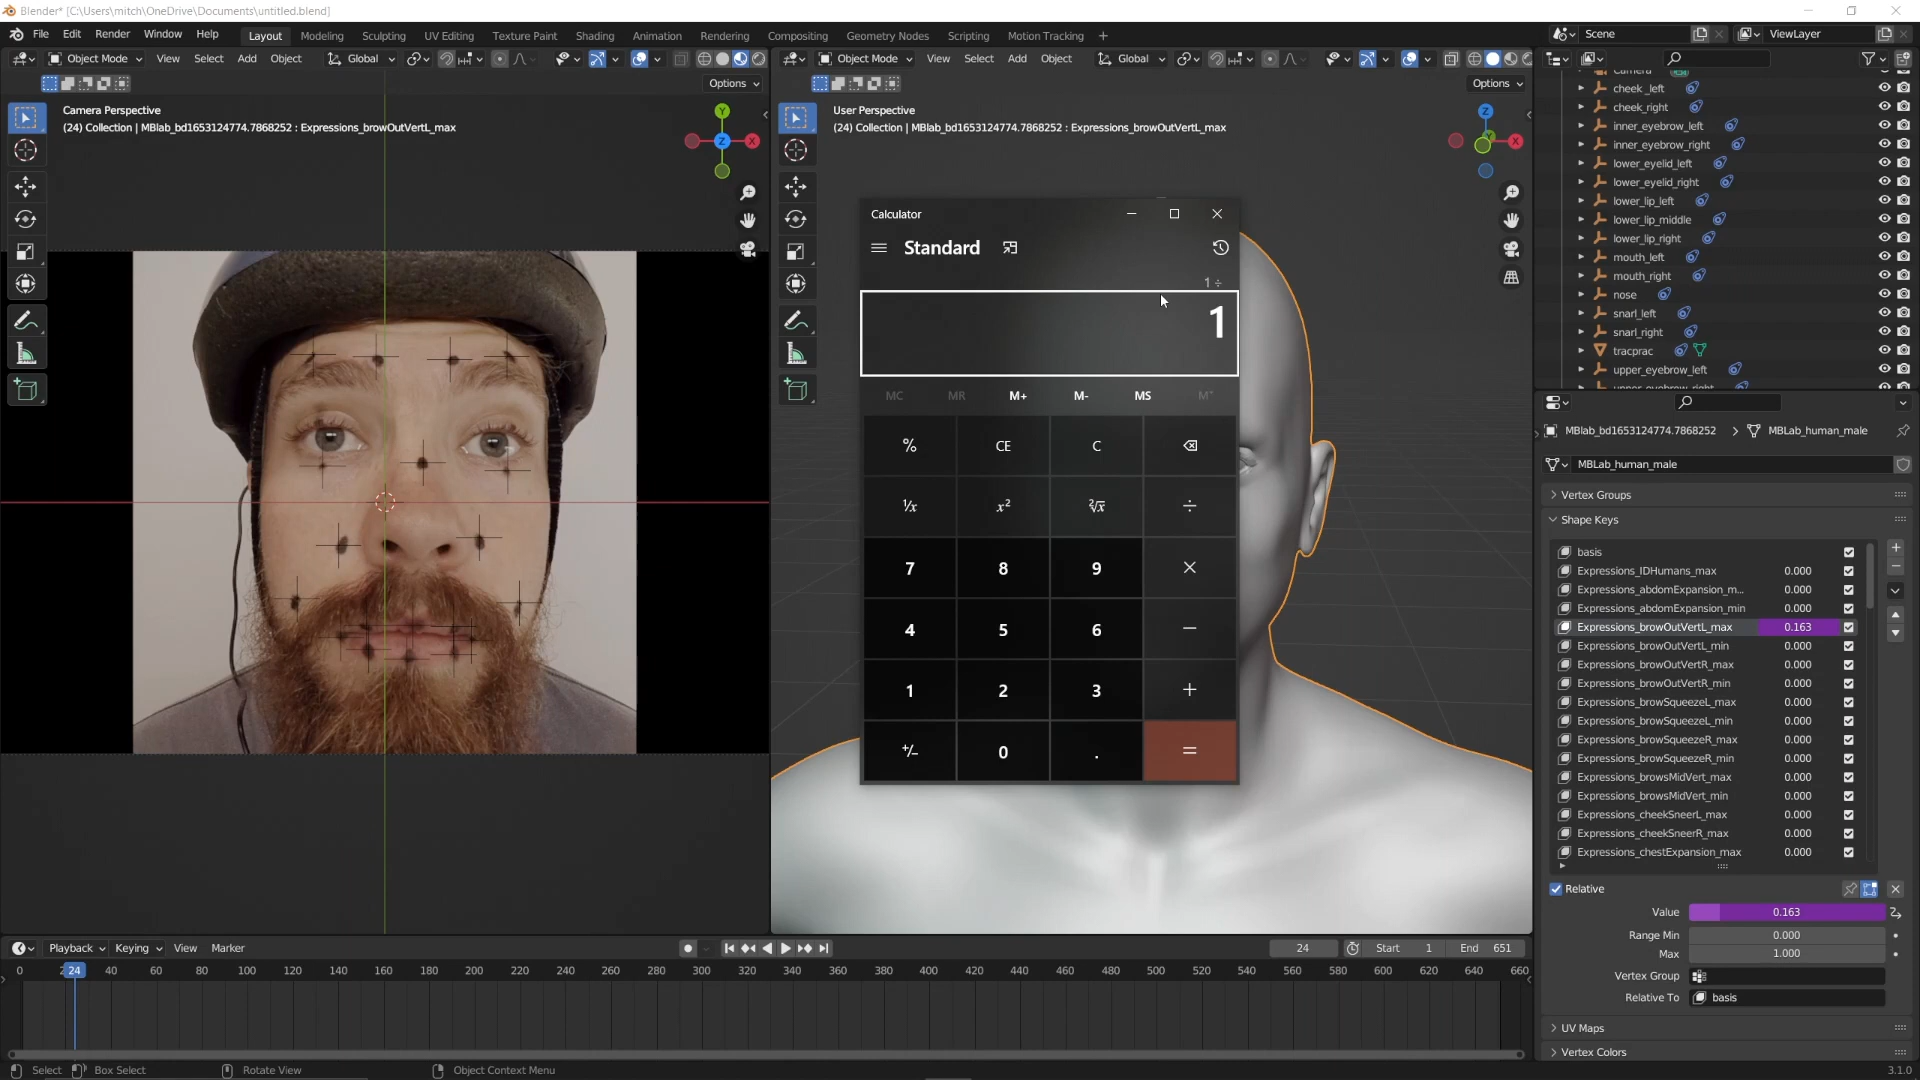 Blender* [C:\Users\mitch\OneDrive\Documents\untitled.blend]
File Edit Render Window Help Layout Modeling Sculpting UV Editing Texture Paint Shading Animation Rendering Compositing Geometry Nodes Scripting Motion Tracking + Scene ViewLayer
Object Mode View Select Add Object Global
Options
Camera Perspective
(24) Collection | MBlab_bd1653124774.7868252 : Expressions_browOutVertL_max
Y
Z
X
Object Mode View Select Add Object Global
Options
User Perspective
(24) Collection | MBlab_bd1653124774.7868252 : Expressions_browOutVertL_max
Z
Y
X
Calculator
Standard
1 ÷
1
MC MR M+ M- MS M˅
% CE C
¹/x x² ²√x ÷
7 8 9 ×
4 5 6 −
1 2 3 +
+/- 0 . =
cheek_left
cheek_right
inner_eyebrow_left
inner_eyebrow_right
lower_eyelid_left
lower_eyelid_right
lower_lip_left
lower_lip_middle
lower_lip_right
mouth_left
mouth_right
nose
snarl_left
snarl_right
tracprac
upper_eyebrow_left
upper_eyebrow_right
MBlab_bd1653124774.7868252 > MBLab_human_male
MBLab_human_male
Vertex Groups
Shape Keys
basis
Expressions_IDHumans_max 0.000
Expressions_abdomExpansion_m... 0.000
Expressions_abdomExpansion_min 0.000
Expressions_browOutVertL_max 0.163
Expressions_browOutVertL_min 0.000
Expressions_browOutVertR_max 0.000
Expressions_browOutVertR_min 0.000
Expressions_browSqueezeL_max 0.000
Expressions_browSqueezeL_min 0.000
Expressions_browSqueezeR_max 0.000
Expressions_browSqueezeR_min 0.000
Expressions_browsMidVert_max 0.000
Expressions_browsMidVert_min 0.000
Expressions_cheekSneerL_max 0.000
Expressions_cheekSneerR_max 0.000
Expressions_chestExpansion_max 0.000
Relative
Value 0.163
Range Min 0.000
Max 1.000
Vertex Group
Relative To basis
UV Maps
Vertex Colors
Playback Keying View Marker 24 Start 1 End 651
0 24 40 60 80 100 120 140 160 180 200 220 240 260 280 300 320 340 360 380 400 420 440 460 480 500 520 540 560 580 600 620 640 660
Select Box Select Rotate View Object Context Menu 3.1.0